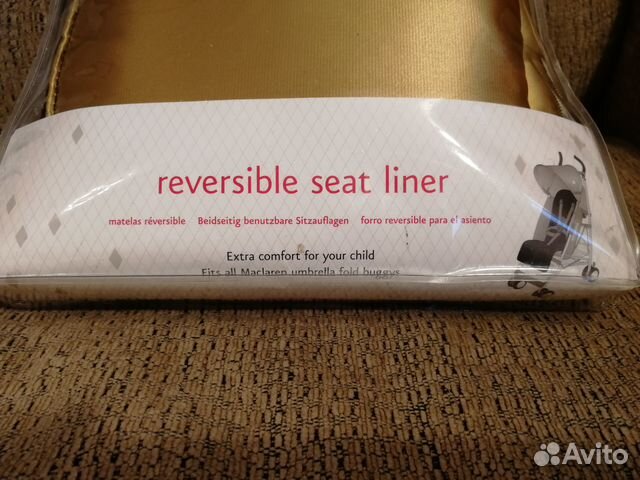 reversible seat liner
matelas réversible Beidseitig benutzbare Sitzauflagen forro reversible para el asiento
Extra comfort for your child
Fits all Maclaren umbrella fold buggys
Avito